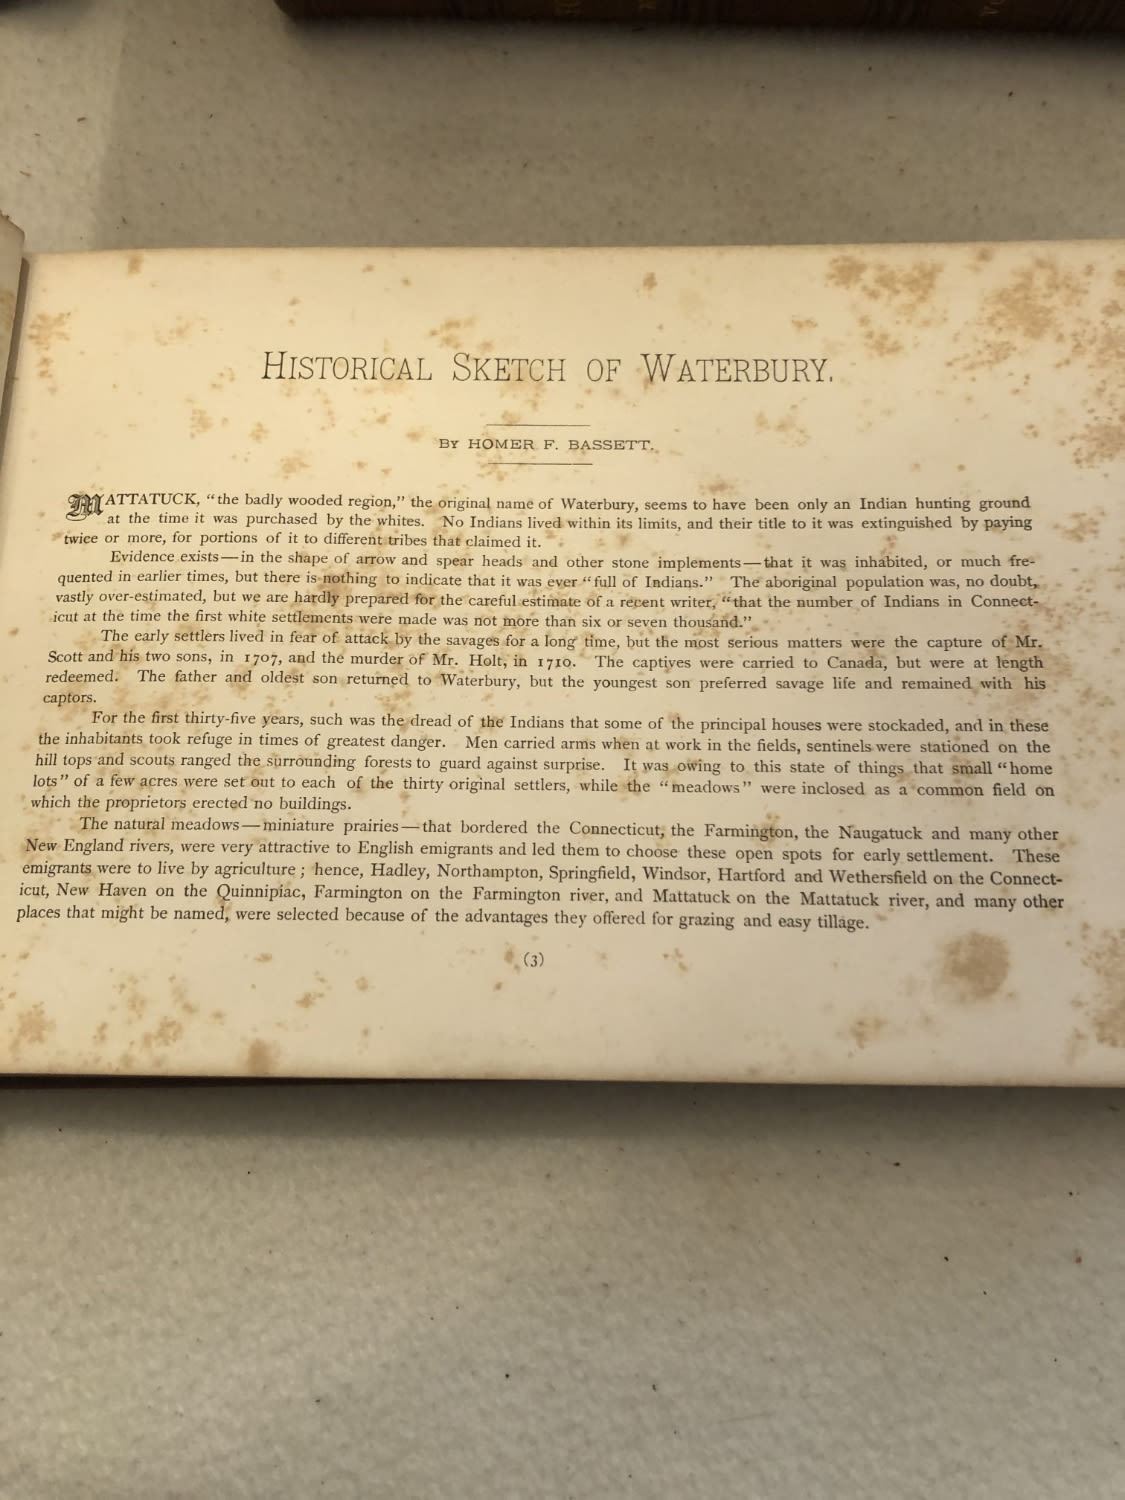 HISTORICAL SKETCH OF WATERBURY.
BY HOMER F. BASSETT.
MATTATUCK, "the badly wooded region," the original name of Waterbury, seems to have been only an Indian hunting ground
at the time it was purchased by the whites. No Indians lived within its limits, and their title to it was extinguished by paying
twice or more, for portions of it to different tribes that claimed it.
Evidence exists—in the shape of arrow and spear heads and other stone implements—that it was inhabited, or much fre-
quented in earlier times, but there is nothing to indicate that it was ever "full of Indians." The aboriginal population was, no doubt,
vastly over-estimated, but we are hardly prepared for the careful estimate of a recent writer, "that the number of Indians in Connect-
icut at the time the first white settlements were made was not more than six or seven thousand."
The early settlers lived in fear of attack by the savages for a long time, but the most serious matters were the capture of Mr.
Scott and his two sons, in 1707, and the murder of Mr. Holt, in 1710. The captives were carried to Canada, but were at length
redeemed. The father and oldest son returned to Waterbury, but the youngest son preferred savage life and remained with his
captors.
For the first thirty-five years, such was the dread of the Indians that some of the principal houses were stockaded, and in these
the inhabitants took refuge in times of greatest danger. Men carried arms when at work in the fields, sentinels were stationed on the
hill tops and scouts ranged the surrounding forests to guard against surprise. It was owing to this state of things that small "home
lots" of a few acres were set out to each of the thirty original settlers, while the "meadows" were inclosed as a common field on
which the proprietors erected no buildings.
The natural meadows—miniature prairies—that bordered the Connecticut, the Farmington, the Naugatuck and many other
New England rivers, were very attractive to English emigrants and led them to choose these open spots for early settlement. These
emigrants were to live by agriculture; hence, Hadley, Northampton, Springfield, Windsor, Hartford and Wethersfield on the Connect-
icut, New Haven on the Quinnipiac, Farmington on the Farmington river, and Mattatuck on the Mattatuck river, and many other
places that might be named, were selected because of the advantages they offered for grazing and easy tillage.
(3)